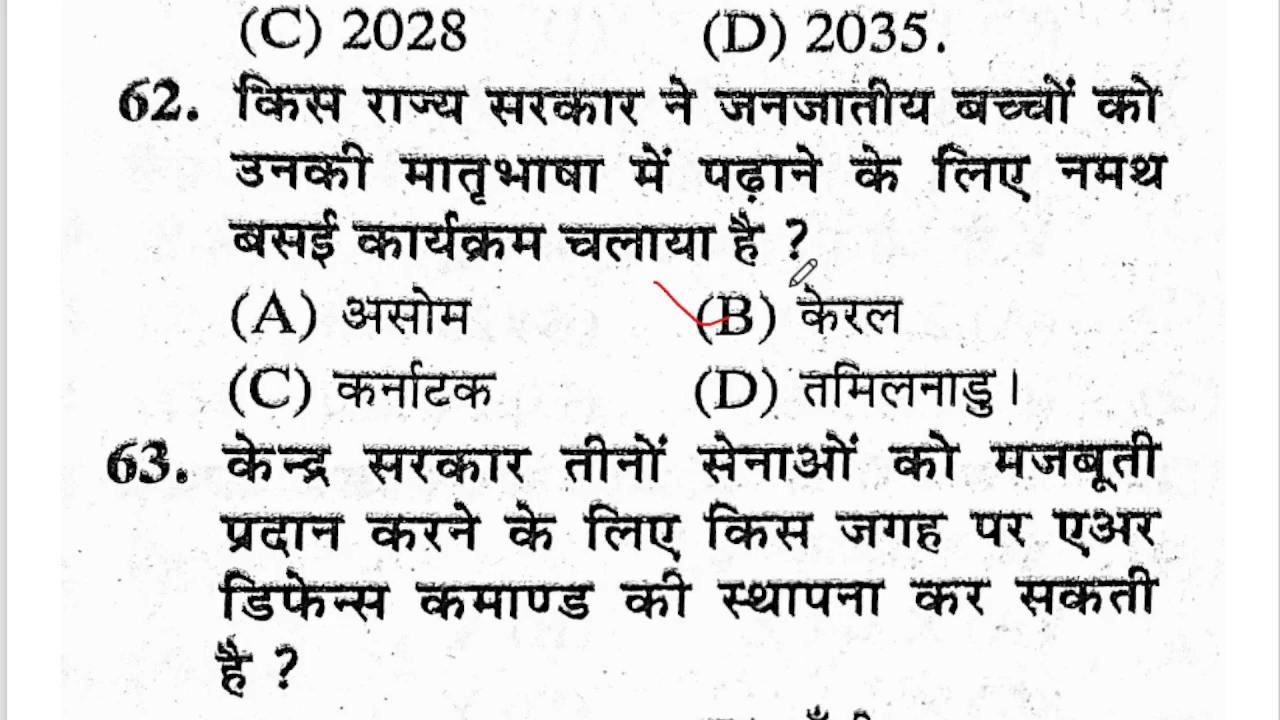 (C) 2028 (D) 2035.
62. किस राज्य सरकार ने जनजातीय बच्चों को
उनकी मातृभाषा में पढ़ाने के लिए नमथ
बसई कार्यक्रम चलाया है ?
(A) असोम (B) केरल
(C) कर्नाटक (D) तमिलनाडु।
63. केन्द्र सरकार तीनों सेनाओं को मजबूती
प्रदान करने के लिए किस जगह पर एअर
डिफेन्स कमाण्ड की स्थापना कर सकती
है ?